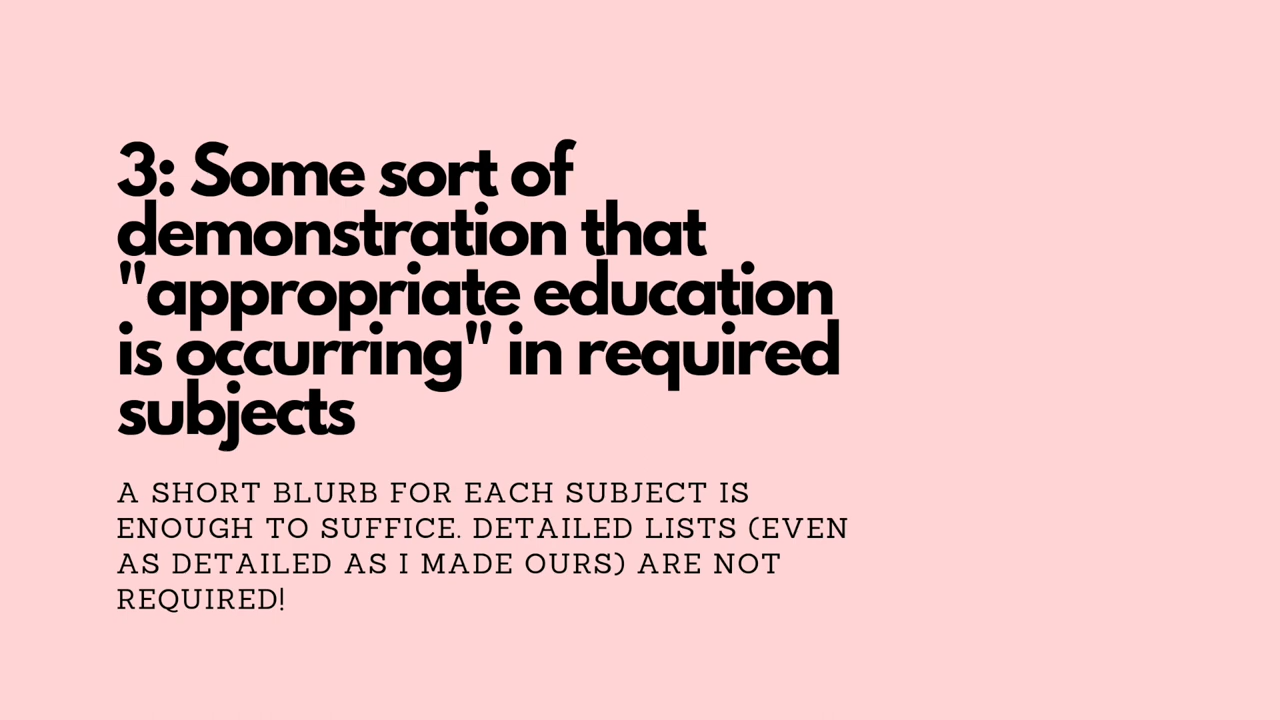 3: Some sort of
demonstration that
"appropriate education
is occurring" in required
subjects
A SHORT BLURB FOR EACH SUBJECT IS
ENOUGH TO SUFFICE. DETAILED LISTS (EVEN
AS DETAILED AS I MADE OURS) ARE NOT
REQUIRED!